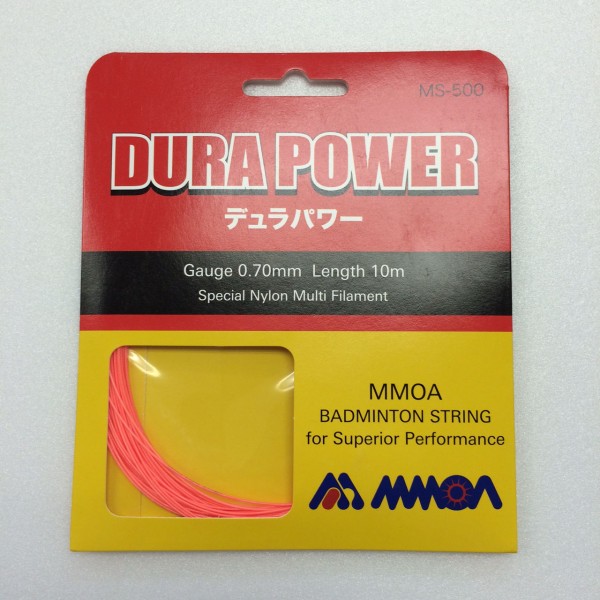 MS-500
DURA POWER
デュラパワー
Gauge 0.70mm Length 10m
Special Nylon Multi Filament
MMOA
BADMINTON STRING
for Superior Performance
MMOA